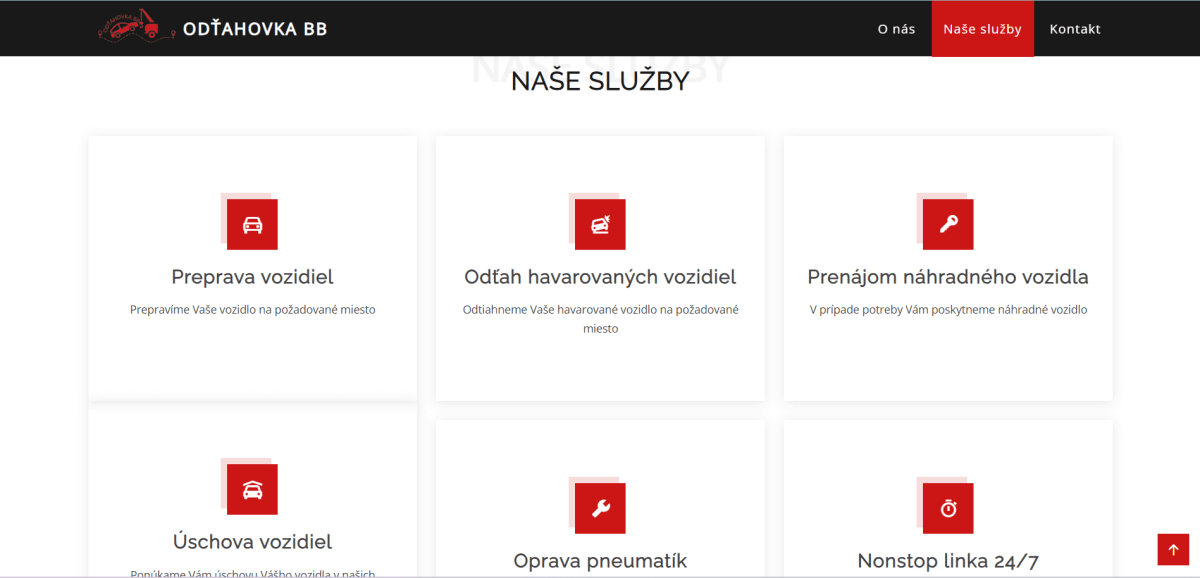 ODŤAHOVKA BB
ODŤAHOVKA BB
O nás
Naše služby
Kontakt
NAŠE SLUŽBY
NAŠE SLUŽBY
Preprava vozidiel
Prepravíme Vaše vozidlo na požadované miesto
Odťah havarovaných vozidiel
Odtiahneme Vaše havarované vozidlo na požadované
miesto
Prenájom náhradného vozidla
V prípade potreby Vám poskytneme náhradné vozidlo
Úschova vozidiel
Ponúkame Vám úschovu Vášho vozidla v našich
Oprava pneumatík
Nonstop linka 24/7